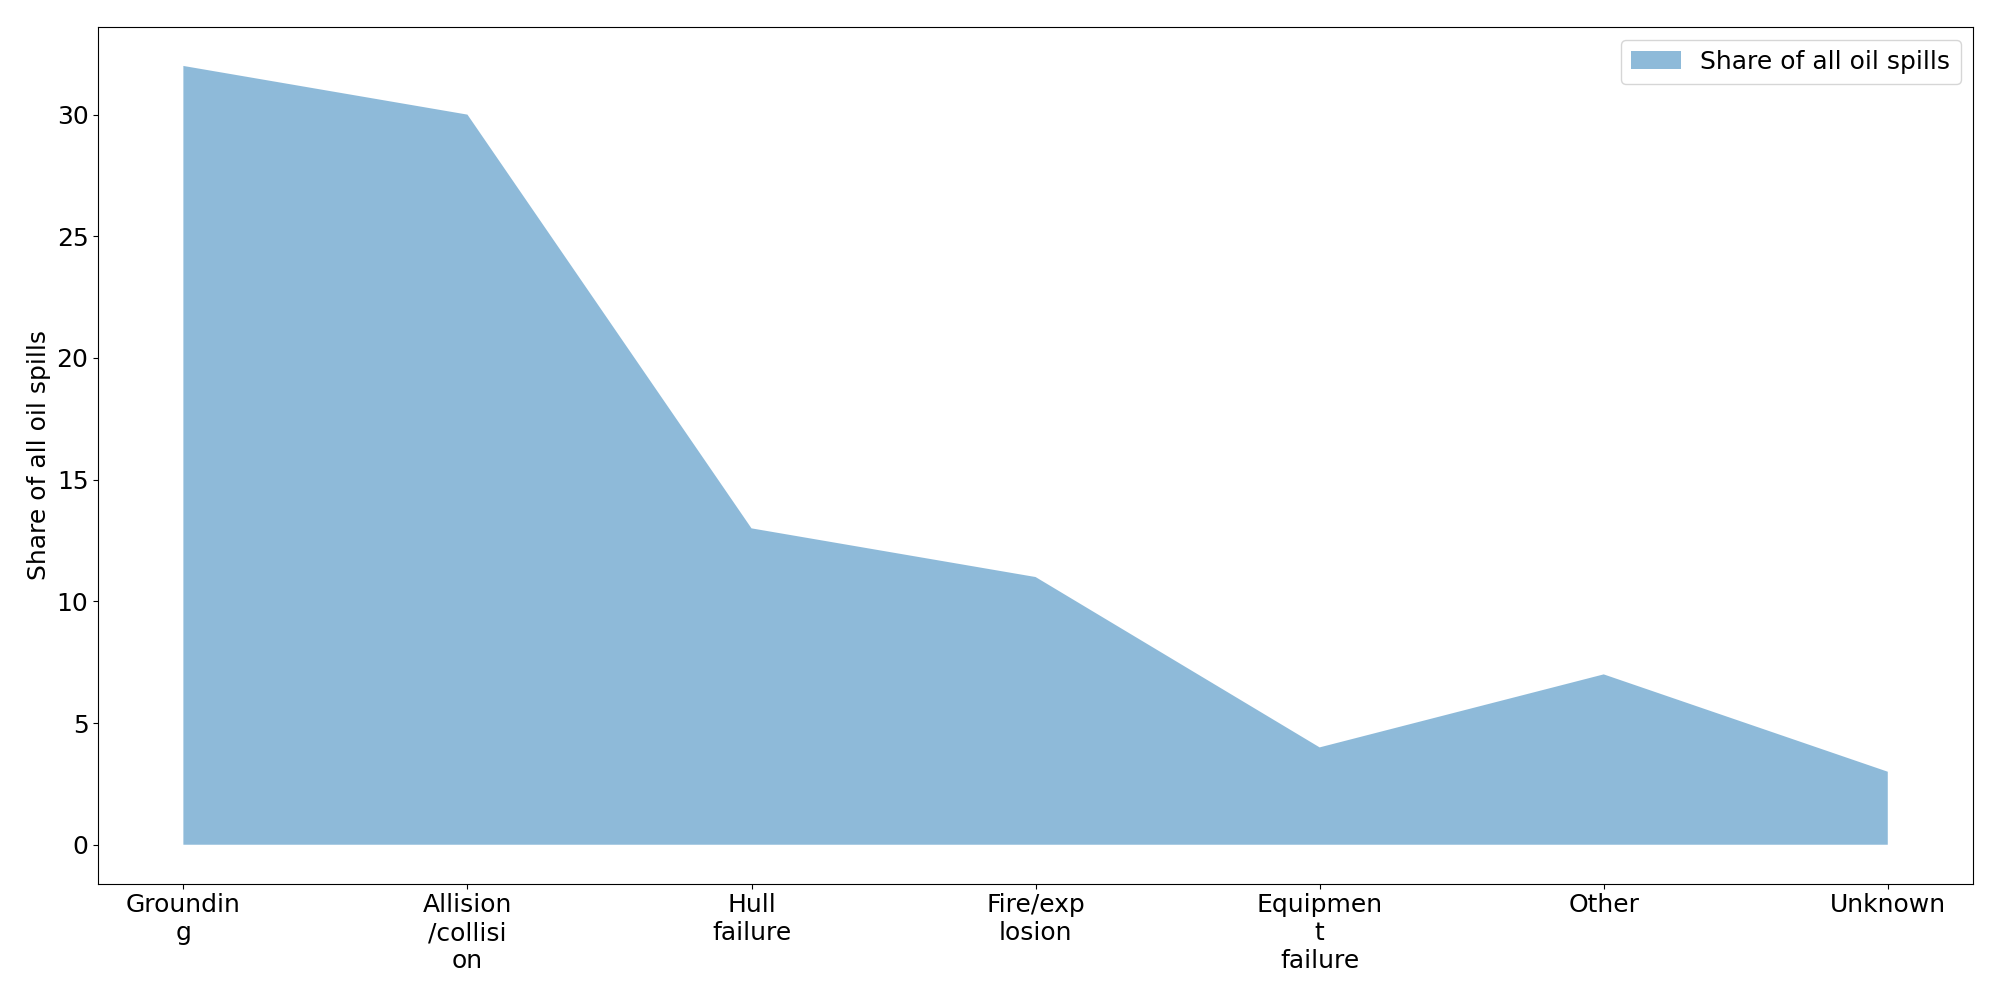 Share of all oil spills
Share of all oil spills
30
25
20
15
10
5
0
Groundin
g
Allision
/collisi
on
Hull
failure
Fire/exp
losion
Equipmen
t
failure
Other
Unknown